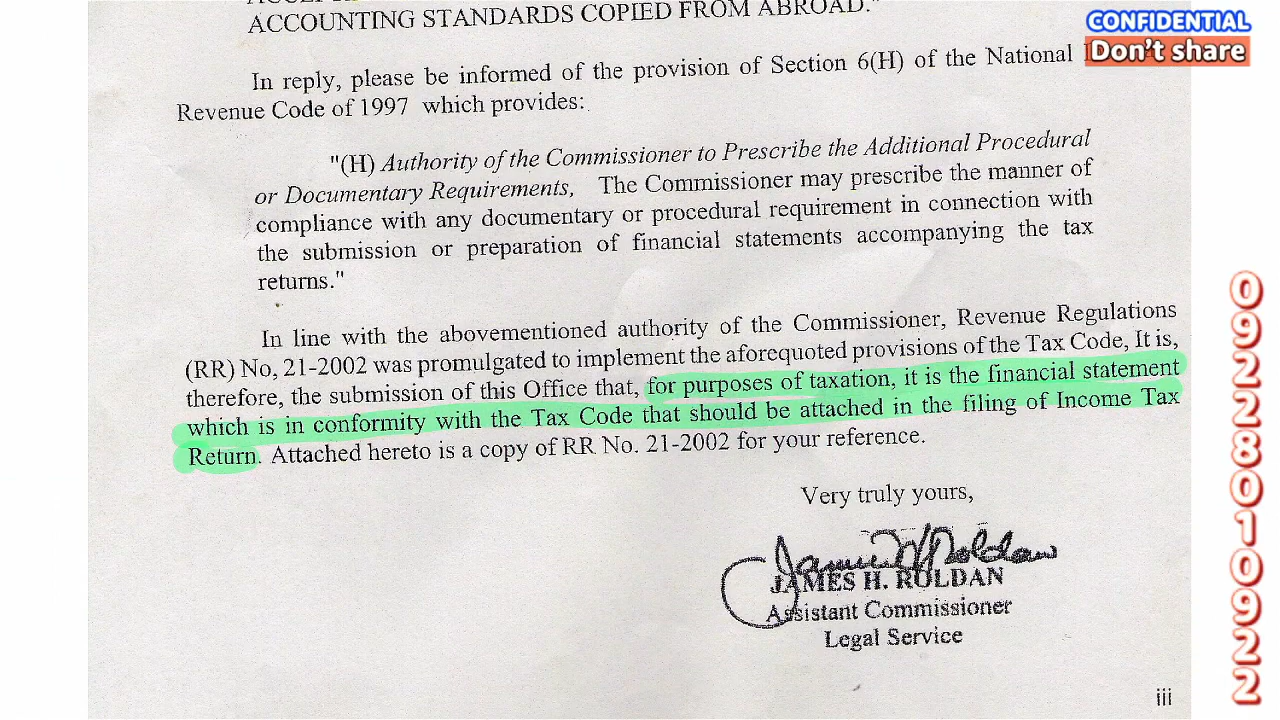 ACCOUNTING STANDARDS COPIED FROM ABROAD."
CONFIDENTIAL
Don't share
In reply, please be informed of the provision of Section 6(H) of the National
Revenue Code of 1997 which provides:
"(H) Authority of the Commissioner to Prescribe the Additional Procedural
or Documentary Requirements, The Commissioner may prescribe the manner of
compliance with any documentary or procedural requirement in connection with
the submission or preparation of financial statements accompanying the tax
returns."
In line with the abovementioned authority of the Commissioner, Revenue Regulations
(RR) No, 21-2002 was promulgated to implement the aforequoted provisions of the Tax Code, It is,
therefore, the submission of this Office that, for purposes of taxation, it is the financial statement
which is in conformity with the Tax Code that should be attached in the filing of Income Tax
Return. Attached hereto is a copy of RR No. 21-2002 for your reference.
Very truly yours,
James H Roldan
JAMES H. ROLDAN
Assistant Commissioner
Legal Service
iii
09228010922